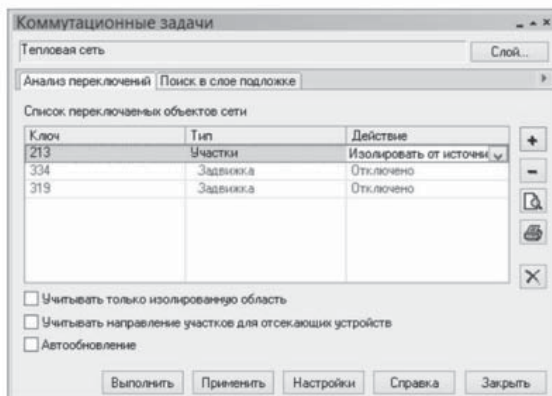 Коммутационные задачи
Тепловая сеть Слой...
Анализ переключений Поиск в слое подложке
Список переключаемых объектов сети
Ключ Тип Действие
213 Участки Изолировать от источни
334 Задвижка Отключено
319 Задвижка Отключено
Учитывать только изолированную область
Учитывать направление участков для отсекающих устройств
Автообновление
Выполнить Применить Настройки Справка Закрыть